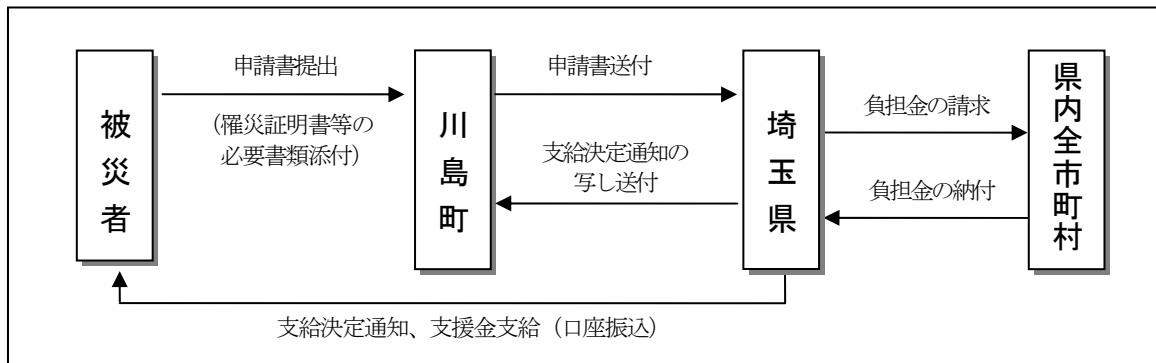 被災者
申請書提出
（罹災証明書等の
必要書類添付）
川島町
申請書送付
支給決定通知の
写し送付
埼玉県
負担金の請求
負担金の納付
県内全市町村
支給決定通知、支援金支給（口座振込）